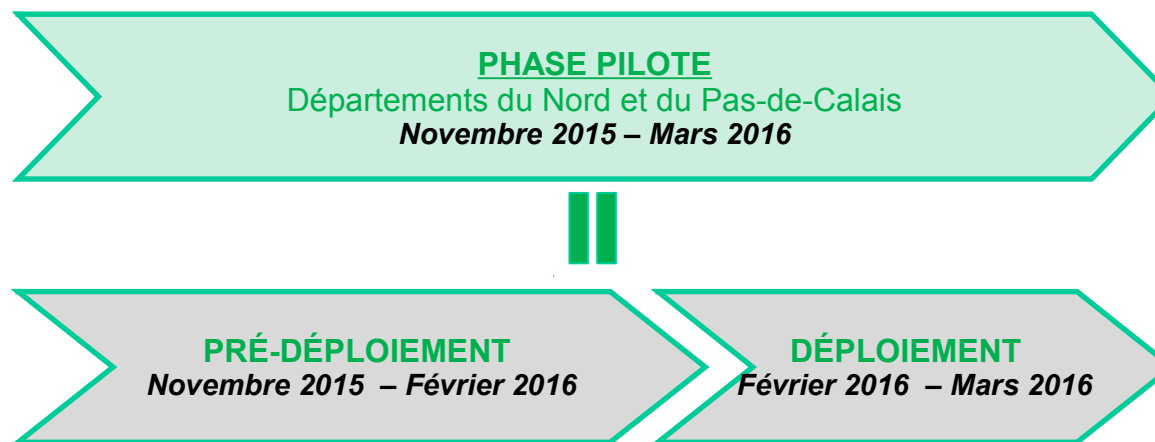 PHASE PILOTE
Départements du Nord et du Pas-de-Calais
Novembre 2015 – Mars 2016
PRÉ-DÉPLOIEMENT
Novembre 2015 – Février 2016
DÉPLOIEMENT
Février 2016 – Mars 2016